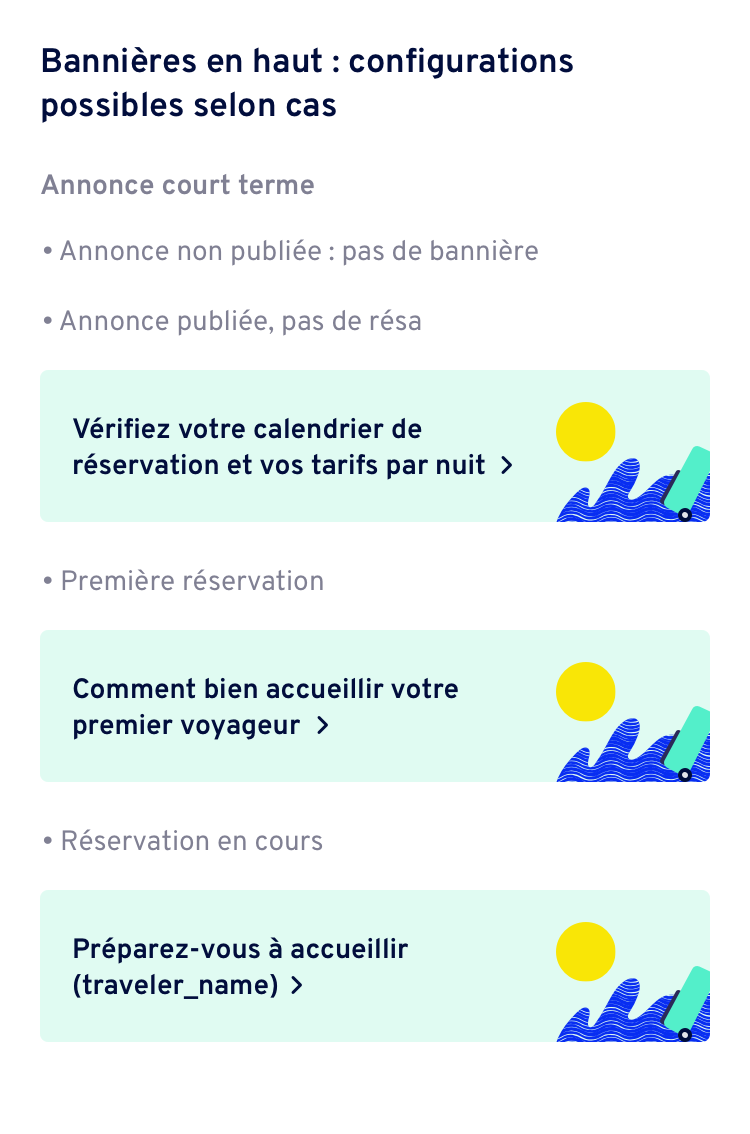 Bannières en haut : configurations
possibles selon cas
Annonce court terme
• Annonce non publiée : pas de bannière
• Annonce publiée, pas de résa
Vérifiez votre calendrier de
réservation et vos tarifs par nuit >
• Première réservation
Comment bien accueillir votre
premier voyageur >
• Réservation en cours
Préparez-vous à accueillir
(traveler_name) >